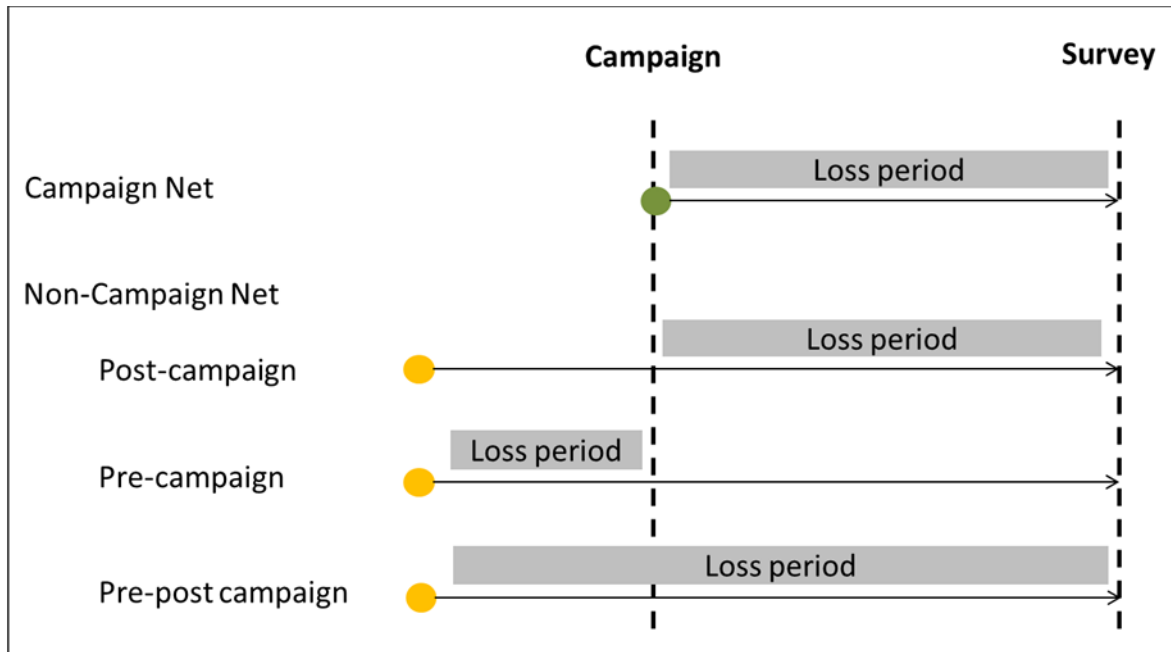 Campaign Survey
Loss period
Campaign Net
Non-Campaign Net
Loss period
Post-campaign
Loss period
Pre-campaign
Loss period
Pre-post campaign